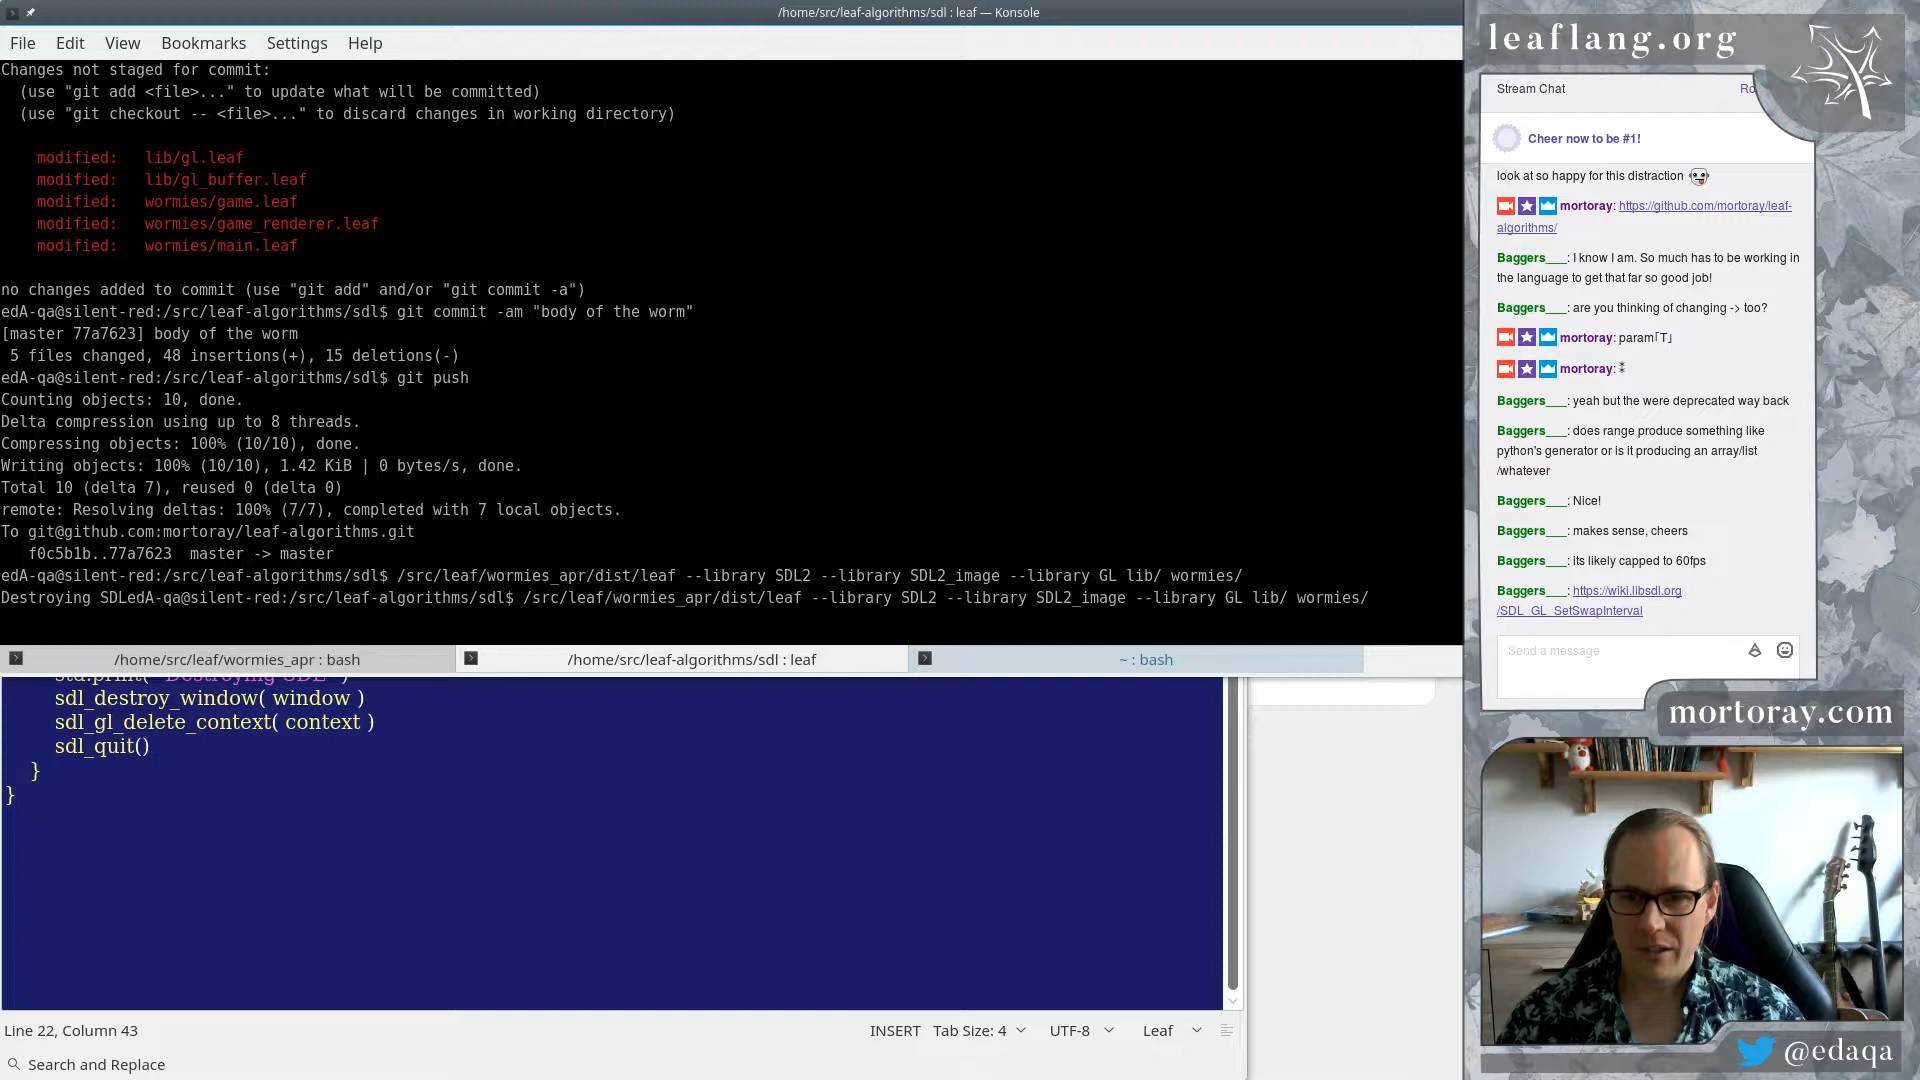 /home/src/leaf-algorithms/sdl : leaf — Konsole
File Edit View Bookmarks Settings Help
Changes not staged for commit:
(use "git add <file>..." to update what will be committed)
(use "git checkout -- <file>..." to discard changes in working directory)
modified: lib/gl.leaf
modified: lib/gl_buffer.leaf
modified: wormies/game.leaf
modified: wormies/game_renderer.leaf
modified: wormies/main.leaf
no changes added to commit (use "git add" and/or "git commit -a")
edA-qa@silent-red:/src/leaf-algorithms/sdl$ git commit -am "body of the worm"
[master 77a7623] body of the worm
5 files changed, 48 insertions(+), 15 deletions(-)
edA-qa@silent-red:/src/leaf-algorithms/sdl$ git push
Counting objects: 10, done.
Delta compression using up to 8 threads.
Compressing objects: 100% (10/10), done.
Writing objects: 100% (10/10), 1.42 KiB | 0 bytes/s, done.
Total 10 (delta 7), reused 0 (delta 0)
remote: Resolving deltas: 100% (7/7), completed with 7 local objects.
To git@github.com:mortoray/leaf-algorithms.git
f0c5b1b..77a7623 master -> master
edA-qa@silent-red:/src/leaf-algorithms/sdl$ /src/leaf/wormies_apr/dist/leaf --library SDL2 --library SDL2_image --library GL lib/ wormies/
Destroying SDLedA-qa@silent-red:/src/leaf-algorithms/sdl$ /src/leaf/wormies_apr/dist/leaf --library SDL2 --library SDL2_image --library GL lib/ wormies/
/home/src/leaf/wormies_apr : bash
/home/src/leaf-algorithms/sdl : leaf
~ : bash
std.print( "Destroying SDL" )
sdl_destroy_window( window )
sdl_gl_delete_context( context )
sdl_quit()
}
}
Line 22, Column 43
INSERT Tab Size: 4 UTF-8 Leaf
Search and Replace
leaflang.org
Stream Chat
Ro
Cheer now to be #1!
look at so happy for this distraction
mortoray: https://github.com/mortoray/leaf-
algorithms/
Baggers___: I know I am. So much has to be working in
the language to get that far so good job!
Baggers___: are you thinking of changing -> too?
mortoray: param｢T｣
mortoray: ⁑
Baggers___: yeah but the were deprecated way back
Baggers___: does range produce something like
python's generator or is it producing an array/list
/whatever
Baggers___: Nice!
Baggers___: makes sense, cheers
Baggers___: its likely capped to 60fps
Baggers___: https://wiki.libsdl.org
/SDL_GL_SetSwapInterval
Send a message
mortoray.com
@edaqa